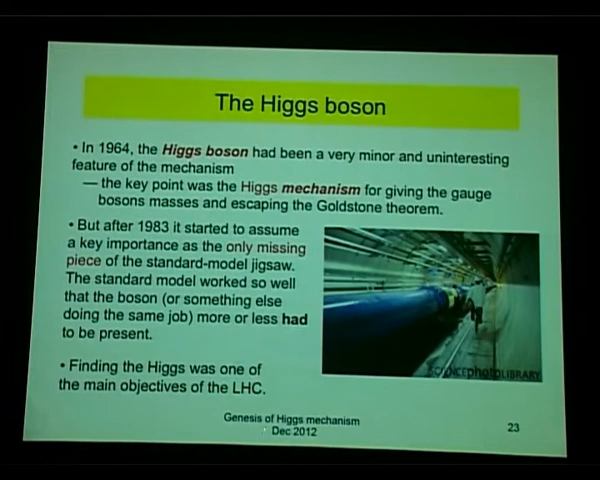 The Higgs boson
• In 1964, the Higgs boson had been a very minor and uninteresting
feature of the mechanism
— the key point was the Higgs mechanism for giving the gauge
bosons masses and escaping the Goldstone theorem.
• But after 1983 it started to assume
a key importance as the only missing
piece of the standard-model jigsaw.
The standard model worked so well
that the boson (or something else
doing the same job) more or less had
to be present.
• Finding the Higgs was one of
the main objectives of the LHC.
SCIENCEphotoLIBRARY
Genesis of Higgs mechanism
Dec 2012
23